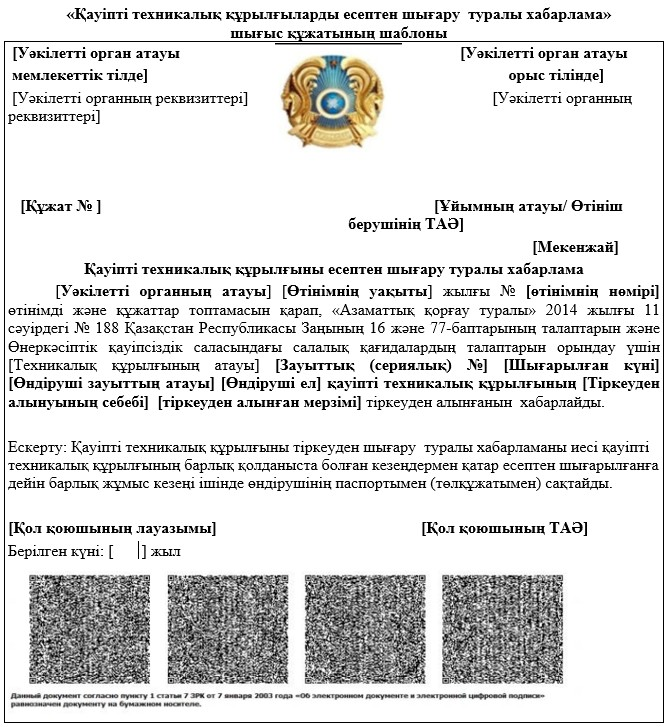 «Қауіпті техникалық құрылғыларды есептен шығару туралы хабарлама»
шығыс құжатының шаблоны
[Уәкілетті орган атауы [Уәкілетті орган атауы
мемлекеттік тілде] орыс тілінде]
[Уәкілетті органның реквизиттері] [Уәкілетті органның
реквизиттері]
[Құжат № ] [Ұйымның атауы/ Өтініш
берушінің ТАӘ]
[Мекенжай]
Қауіпті техникалық құрылғыны есептен шығару туралы хабарлама
[Уәкілетті органның атауы] [Өтінімнің уақыты] жылғы № [өтінімнің нөмірі]
өтінімді және құжаттар топтамасын қарап, «Азаматтық қорғау туралы» 2014 жылғы 11
сәуірдегі № 188 Қазақстан Республикасы Заңының 16 және 77-баптарының талаптарын және
Өнеркәсіптік қауіпсіздік саласындағы салалық қағидалардың талаптарын орындау үшін
[Техникалық құрылғының атауы] [Зауыттық (сериялық) №] [Шығарылған күні]
[Өндіруші зауыттың атауы] [Өндіруші ел] қауіпті техникалық құрылғының [Тіркеуден
алынуының себебі] [тіркеуден алынған мерзімі] тіркеуден алынғанын хабарлайды.
Ескерту: Қауіпті техникалық құрылғыны тіркеуден шығару туралы хабарламаны иесі қауіпті
техникалық құрылғының барлық қолданыста болған кезеңдермен қатар есептен шығарылғанға
дейін барлық жұмыс кезеңі ішінде өндірушінің паспортымен (төлқұжатымен) сақтайды.
[Қол қоюшының лауазымы] [Қол қоюшының ТАӘ]
Берілген күні: [ ] жыл
Данный документ согласно пункту 1 статьи 7 ЗРК от 7 января 2003 года «Об электронном документе и электронной цифровой подписи»
равнозначен документу на бумажном носителе.